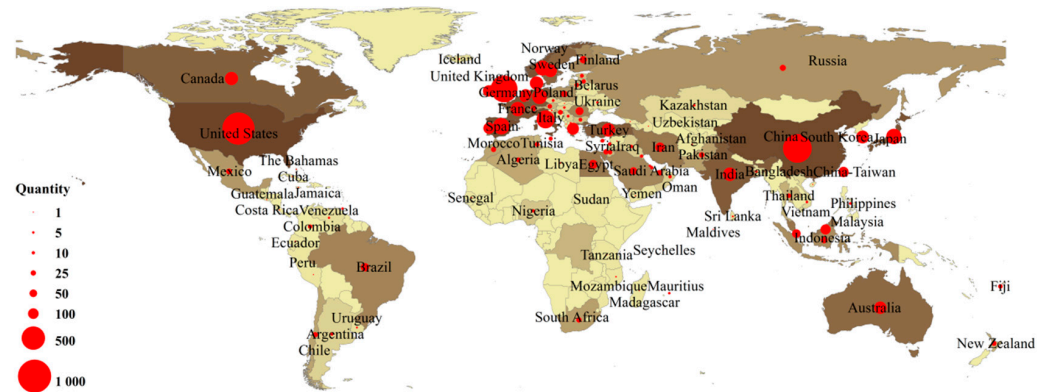 Iceland
Norway
Sweden
Finland
Russia
Canada
United Kingdom
Belarus
Germany
Poland
Ukraine
France
Kazakhstan
Italy
Uzbekistan
United States
Spain
Turkey
Afghanistan
China
South Korea
Japan
Morocco
Tunisia
Syria
Iraq
Iran
Pakistan
The Bahamas
Algeria
Libya
Egypt
Saudi Arabia
India
Bangladesh
China-Taiwan
Mexico
Cuba
Oman
Quantity
Guatemala
Jamaica
Senegal
Sudan
Yemen
Thailand
Philippines
Costa Rica
Venezuela
Nigeria
Sri Lanka
Vietnam
Colombia
Maldives
Malaysia
Ecuador
Seychelles
Indonesia
Peru
Brazil
Tanzania
Mozambique
Mauritius
Fiji
Madagascar
Australia
Uruguay
South Africa
Argentina
Chile
New Zealand
1
5
10
25
50
100
500
1 000